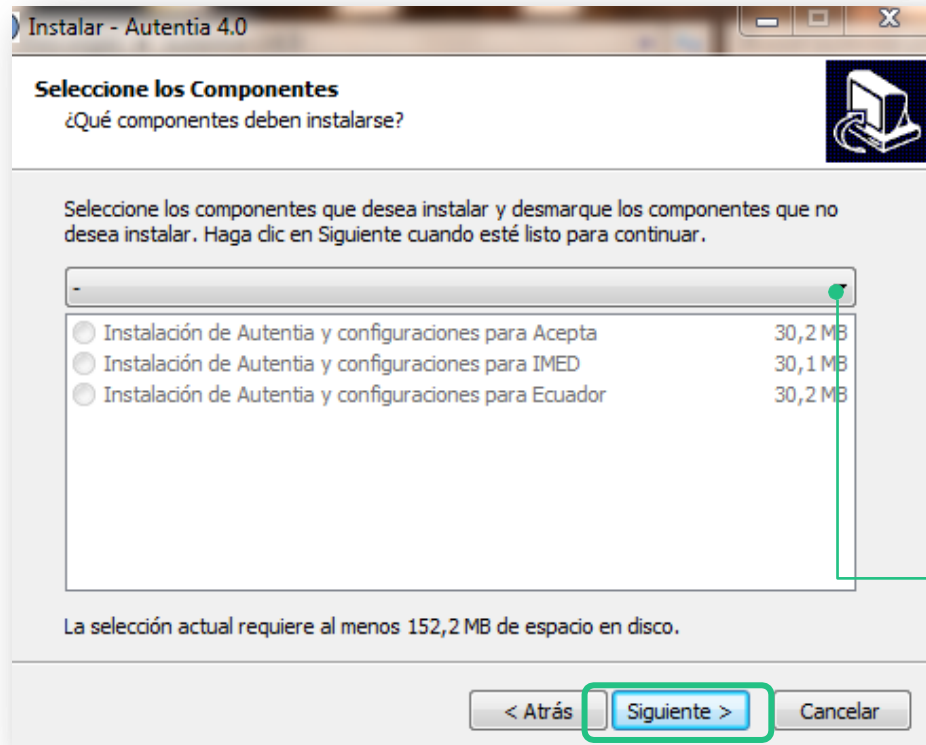 Instalar - Autentia 4.0
Seleccione los Componentes
¿Qué componentes deben instalarse?
Seleccione los componentes que desea instalar y desmarque los componentes que no
desea instalar. Haga clic en Siguiente cuando esté listo para continuar.
-
Instalación de Autentia y configuraciones para Acepta 30,2 MB
Instalación de Autentia y configuraciones para IMED 30,1 MB
Instalación de Autentia y configuraciones para Ecuador 30,2 MB
La selección actual requiere al menos 152,2 MB de espacio en disco.
< Atrás Siguiente > Cancelar